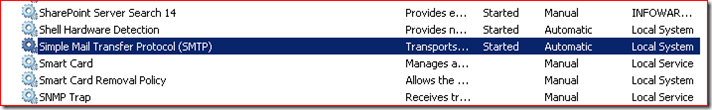 SharePoint Server Search 14 Provides e... Started Manual INFOWAR...
Shell Hardware Detection Provides n... Started Automatic Local System
Simple Mail Transfer Protocol (SMTP) Transports... Started Automatic Local System
Smart Card Manages a... Manual Local Service
Smart Card Removal Policy Allows the ... Manual Local System
SNMP Trap Receives tr... Manual Local Service